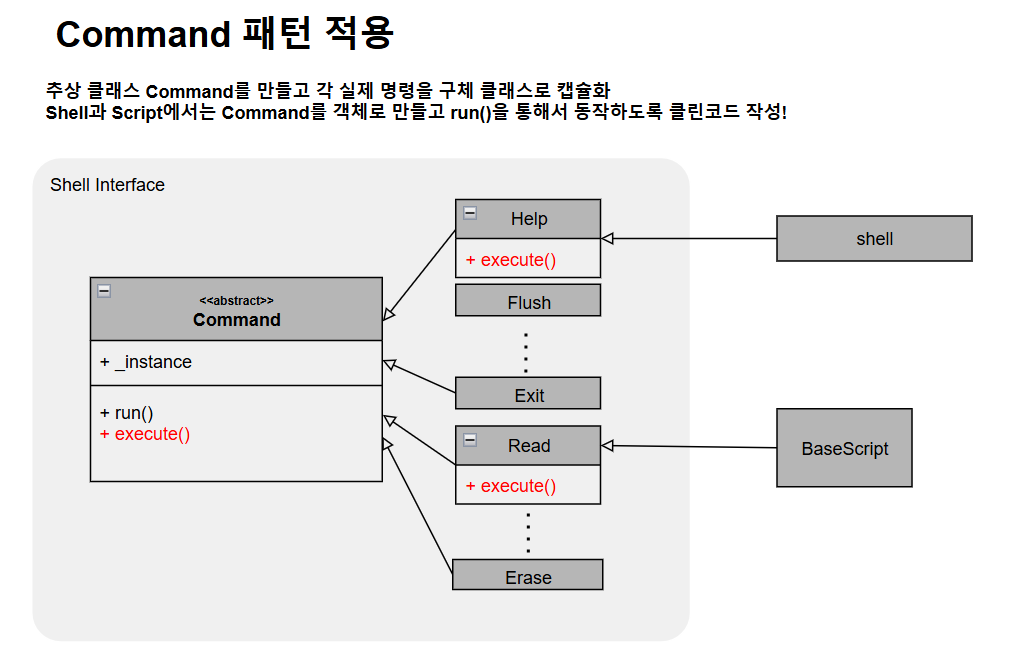 Command 패턴 적용
추상 클래스 Command를 만들고 각 실제 명령을 구체 클래스로 캡슐화
Shell과 Script에서는 Command를 객체로 만들고 run()을 통해서 동작하도록 클린코드 작성!
Shell Interface
<<abstract>>
Command
+ _instance
+ run()
+ execute()
Help
+ execute()
Flush
Exit
Read
+ execute()
Erase
shell
BaseScript